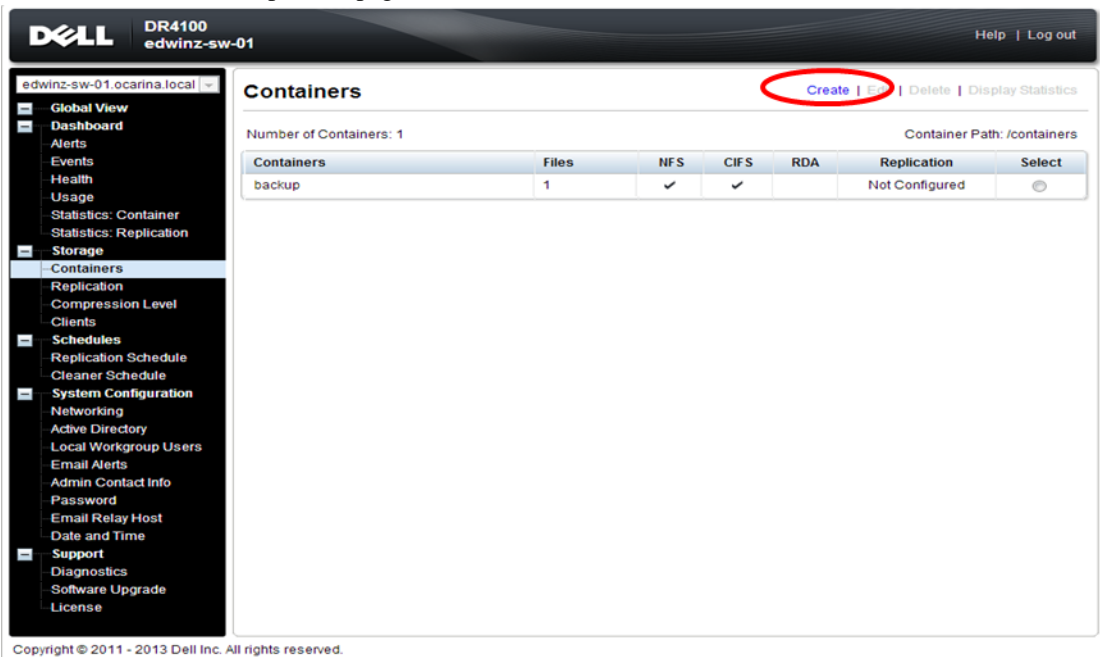 DELL
DR4100
edwinz-sw-01
Help | Log out
edwinz-sw-01.ocarina.local
Global View
Dashboard
Alerts
Events
Health
Usage
Statistics: Container
Statistics: Replication
Storage
Containers
Replication
Compression Level
Clients
Schedules
Replication Schedule
Cleaner Schedule
System Configuration
Networking
Active Directory
Local Workgroup Users
Email Alerts
Admin Contact Info
Password
Email Relay Host
Date and Time
Support
Diagnostics
Software Upgrade
License
Containers
Create | Edit | Delete | Display Statistics
Number of Containers: 1
Container Path: /containers
Containers Files NFS CIFS RDA Replication Select
backup 1 ✓ ✓ Not Configured
Copyright © 2011 - 2013 Dell Inc. All rights reserved.